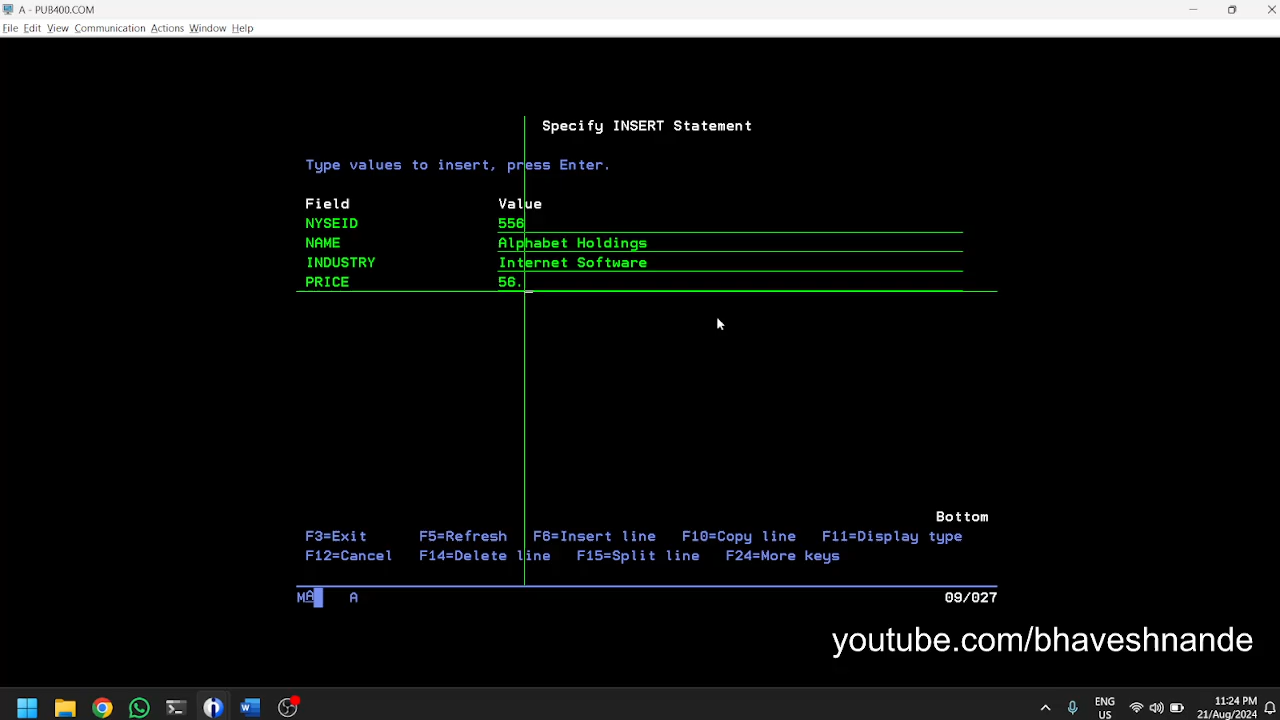 A - PUB400.COM
File Edit View Communication Actions Window Help
Specify INSERT Statement
Type values to insert, press Enter.
Field Value
NYSEID 556
NAME Alphabet Holdings
INDUSTRY Internet Software
PRICE 56.
Bottom
F3=Exit F5=Refresh F6=Insert line F10=Copy line F11=Display type
F12=Cancel F14=Delete line F15=Split line F24=More keys
MA A 09/027
youtube.com/bhaveshnande
ENG 11:24 PM
US 21/Aug/2024